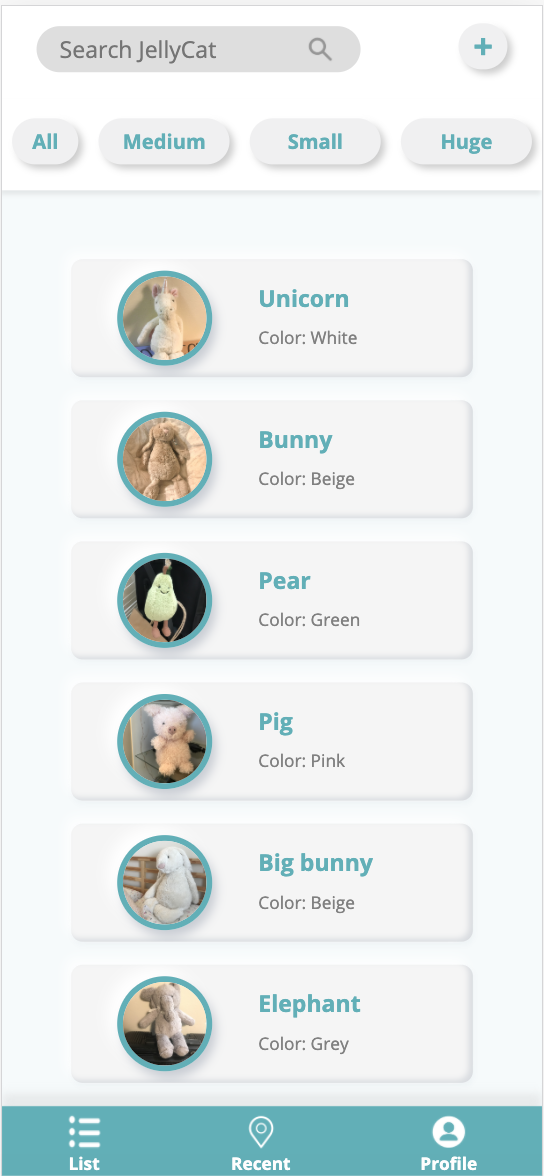 Search JellyCat
+
All
Medium
Small
Huge
Unicorn
Color: White
Bunny
Color: Beige
Pear
Color: Green
Pig
Color: Pink
Big bunny
Color: Beige
Elephant
Color: Grey
List
Recent
Profile